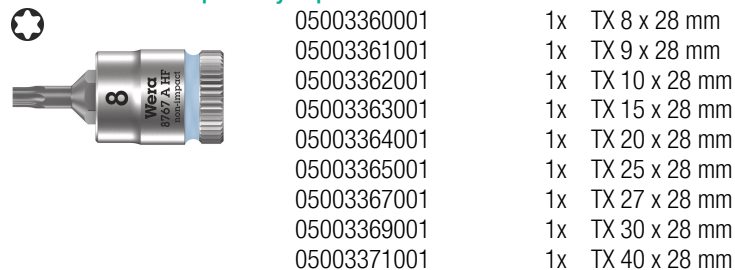 05003360001 1x TX 8 x 28 mm
05003361001 1x TX 9 x 28 mm
05003362001 1x TX 10 x 28 mm
05003363001 1x TX 15 x 28 mm
05003364001 1x TX 20 x 28 mm
05003365001 1x TX 25 x 28 mm
05003367001 1x TX 27 x 28 mm
05003369001 1x TX 30 x 28 mm
05003371001 1x TX 40 x 28 mm
8
Wera
8767 A HF
non-impact